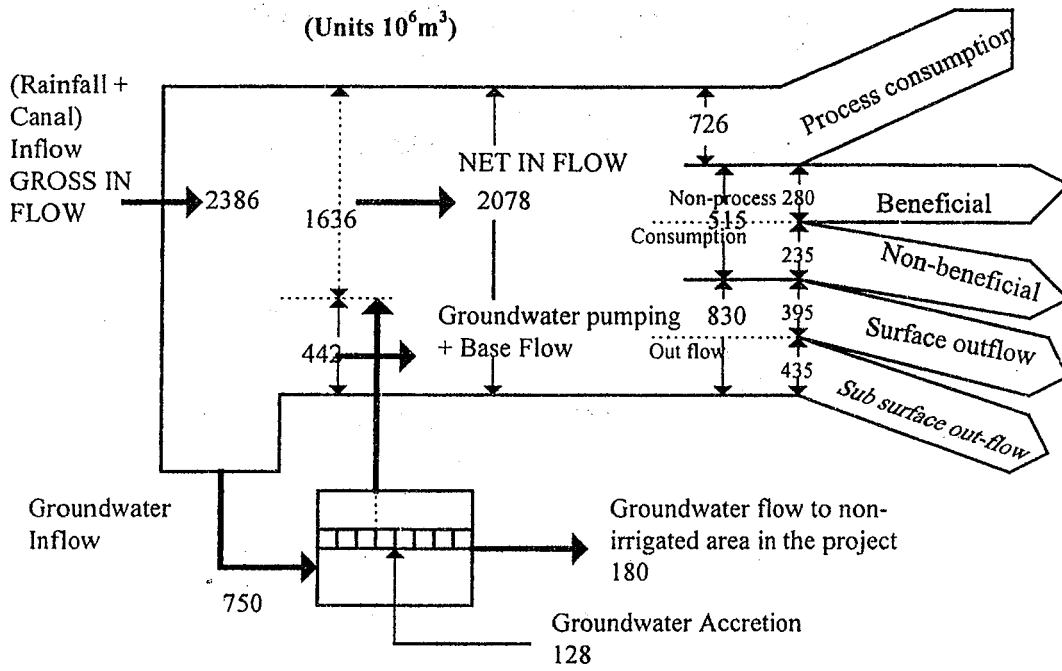 (Units 10⁶m³)
(Rainfall +
Canal)
Inflow
GROSS IN
FLOW
2386
1636
NET IN FLOW
2078
726
Process consumption
Non-process
515
Consumption
280
235
Beneficial
Non-beneficial
442
Groundwater pumping
+ Base Flow
830
Out flow
395
435
Surface outflow
Sub surface out-flow
Groundwater
Inflow
750
Groundwater flow to non-
irrigated area in the project
180
Groundwater Accretion
128